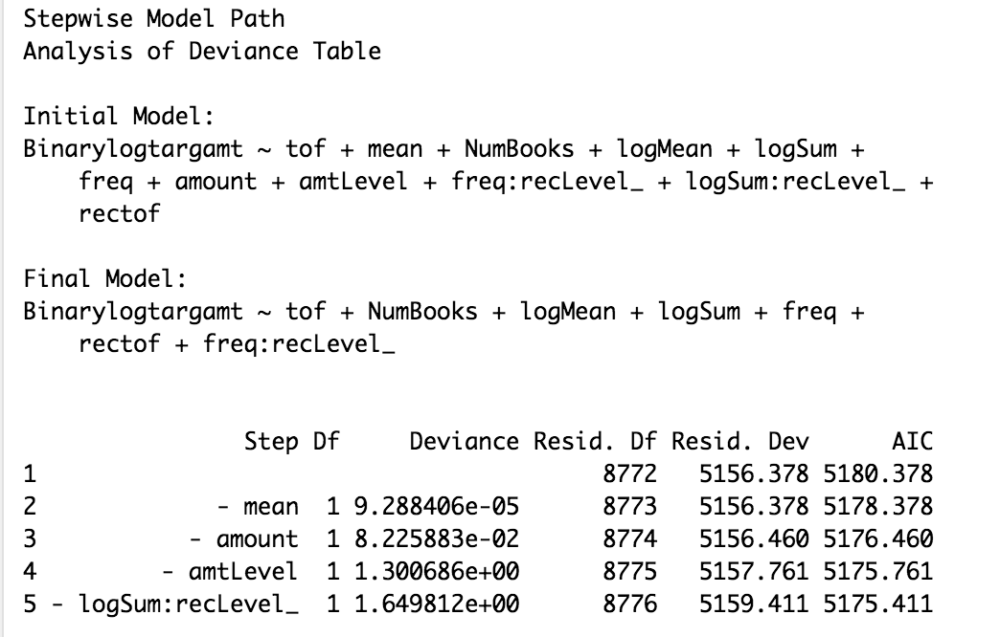 Stepwise Model Path
Analysis of Deviance Table
Initial Model:
Binarylogtargamt ~ tof + mean + NumBooks + logMean + logSum +
freq + amount + amtLevel + freq:recLevel_ + logSum:recLevel_ +
rectof
Final Model:
Binarylogtargamt ~ tof + NumBooks + logMean + logSum + freq +
rectof + freq:recLevel_
Step Df Deviance Resid. Df Resid. Dev AIC
1 8772 5156.378 5180.378
2 - mean 1 9.288406e-05 8773 5156.378 5178.378
3 - amount 1 8.225883e-02 8774 5156.460 5176.460
4 - amtLevel 1 1.300686e+00 8775 5157.761 5175.761
5 - logSum:recLevel_ 1 1.649812e+00 8776 5159.411 5175.411